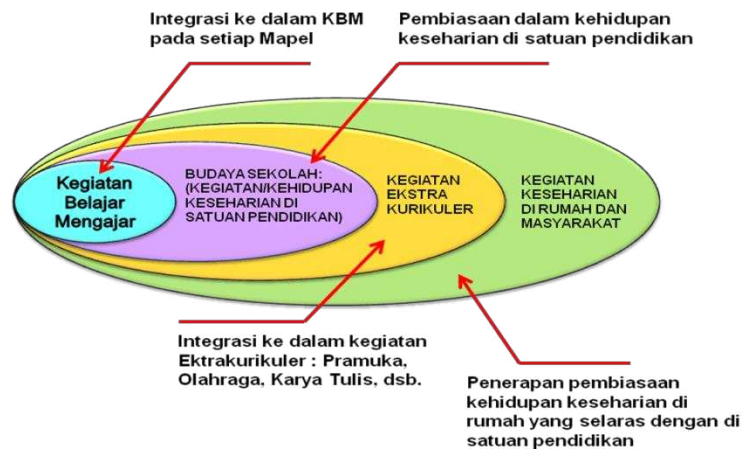 Integrasi ke dalam KBM
pada setiap Mapel
Pembiasaan dalam kehidupan
keseharian di satuan pendidikan
Kegiatan
Belajar
Mengajar
BUDAYA SEKOLAH:
(KEGIATAN/KEHIDUPAN
KESEHARIAN DI
SATUAN PENDIDIKAN)
KEGIATAN
EKSTRA
KURIKULER
KEGIATAN
KESEHARIAN
DI RUMAH DAN
MASYARAKAT
Integrasi ke dalam kegiatan
Ektrakurikuler : Pramuka,
Olahraga, Karya Tulis, dsb.
Penerapan pembiasaan
kehidupan keseharian di
rumah yang selaras dengan di
satuan pendidikan